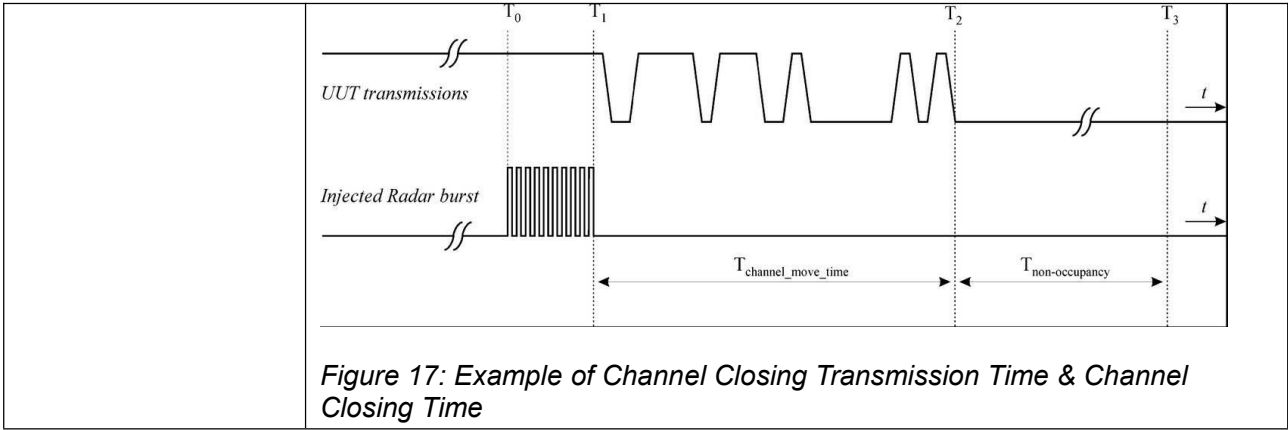 T0 T1 T2 T3
UUT transmissions
t
Injected Radar burst
t
Tchannel_move_time
Tnon-occupancy
Figure 17: Example of Channel Closing Transmission Time & Channel
Closing Time